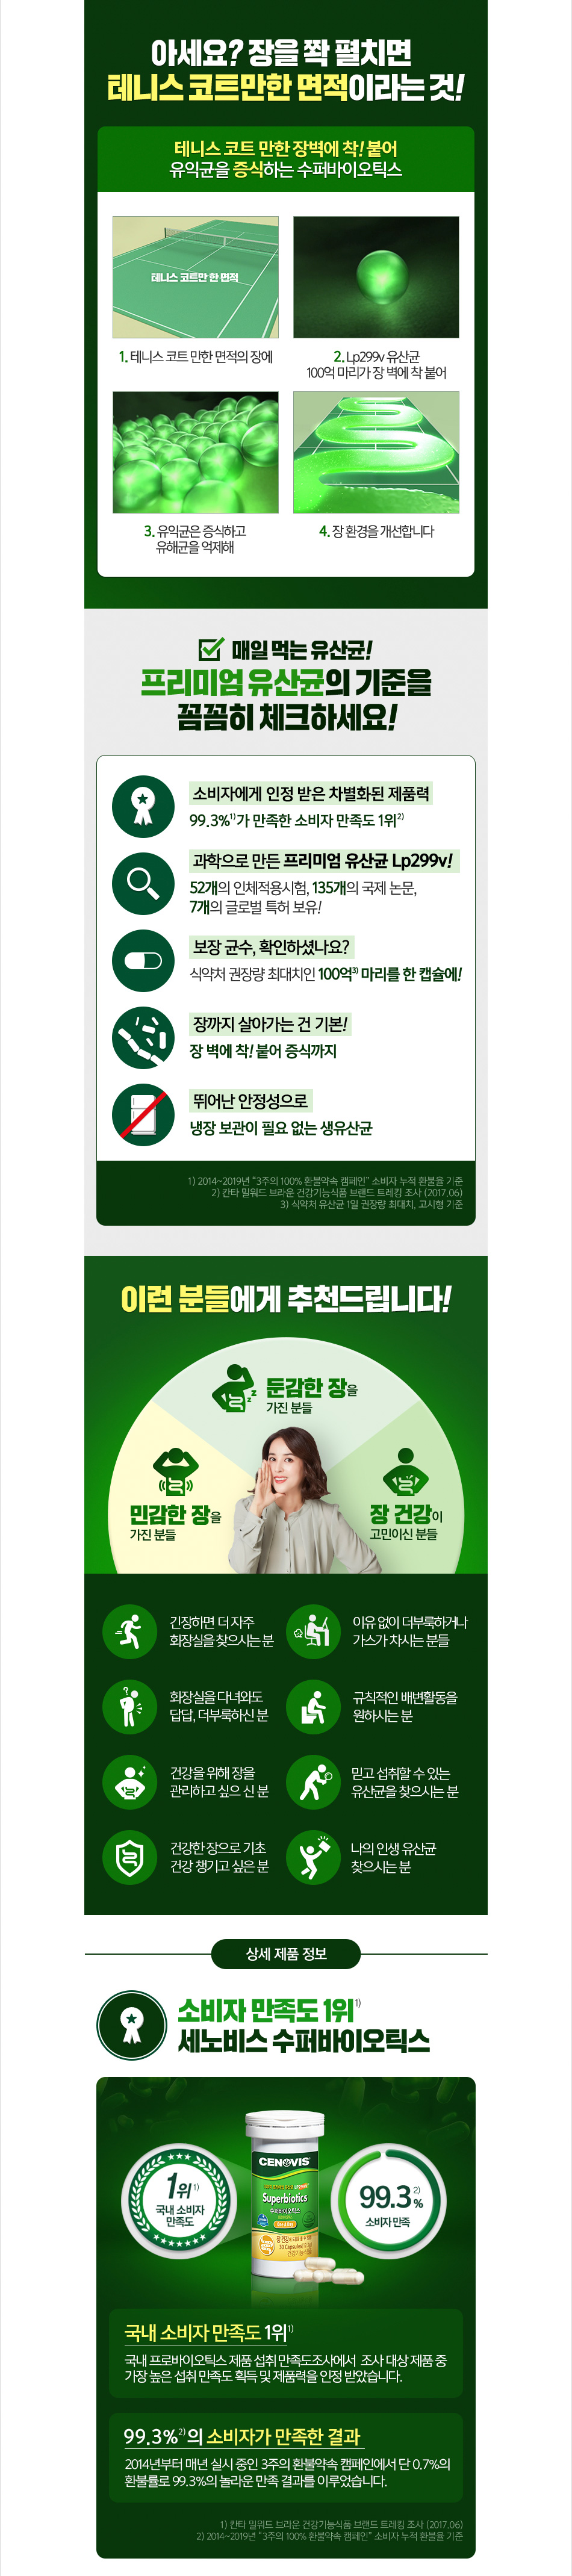 아세요? 장을 쫙 펼치면
테니스 코트만한 면적이라는 것!
테니스 코트 만한 장벽에 착! 붙어
유익균을 증식하는 수퍼바이오틱스
테니스 코트만 한 면적
1. 테니스 코트 만한 면적의 장에
2. Lp299v 유산균
100억 마리가 장 벽에 착 붙어
3. 유익균은 증식하고
유해균을 억제해
4. 장 환경을 개선합니다
매일 먹는 유산균!
프리미엄 유산균의 기준을
꼼꼼히 체크하세요!
소비자에게 인정 받은 차별화된 제품력
99.3%1)가 만족한 소비자 만족도 1위2)
과학으로 만든 프리미엄 유산균 Lp299v!
52개의 인체적용시험, 135개의 국제 논문,
7개의 글로벌 특허 보유!
보장 균수, 확인하셨나요?
식약처 권장량 최대치인 100억3) 마리를 한 캡슐에!
장까지 살아가는 건 기본!
장 벽에 착! 붙어 증식까지
뛰어난 안정성으로
냉장 보관이 필요 없는 생유산균
1) 2014~2019년 "3주의 100% 환불약속 캠페인" 소비자 누적 환불율 기준
2) 칸타 밀워드 브라운 건강기능식품 브랜드 트레킹 조사 (2017.06)
3) 식약처 유산균 1일 권장량 최대치, 고시형 기준
이런 분들에게 추천드립니다!
둔감한 장을
가진 분들
z z
민감한 장을
가진 분들
장 건강이
고민이신 분들
긴장하면 더 자주
화장실을 찾으시는 분
이유 없이 더부룩하거나
가스가 차시는 분들
화장실을 다녀와도
답답, 더부룩하신 분
규칙적인 배변활동을
원하시는 분
건강을 위해 장을
관리하고 싶으 신 분
믿고 섭취할 수 있는
유산균을 찾으시는 분
건강한 장으로 기초
건강 챙기고 싶은 분
나의 인생 유산균
찾으시는 분
상세 제품 정보
소비자 만족도 1위1)
세노비스 수퍼바이오틱스
1위1)
국내 소비자
만족도
CENOVIS
Superbiotics
수퍼바이오틱스
99.3%2)
소비자 만족
국내 소비자 만족도 1위1)
국내 프로바이오틱스 제품 섭취 만족도조사에서 조사 대상 제품 중
가장 높은 섭취 만족도 획득 및 제품력을 인정 받았습니다.
99.3%2)의 소비자가 만족한 결과
2014년부터 매년 실시 중인 3주의 환불약속 캠페인에서 단 0.7%의
환불률로 99.3%의 놀라운 만족 결과를 이루었습니다.
1) 칸타 밀워드 브라운 건강기능식품 브랜드 트레킹 조사 (2017.06)
2) 2014~2019년 "3주의 100% 환불약속 캠페인" 소비자 누적 환불율 기준